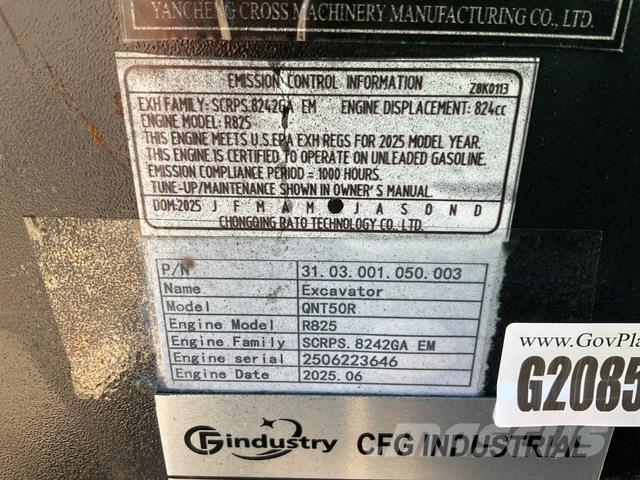 YANCHENG CROSS MACHINERY MANUFACTURING CO., LTD.
EMISSION CONTROL INFORMATION Z8K0113
EXH FAMILY: SCRPS.8242GA EM ENGINE DISPLACEMENT: 824cc
ENGINE MODEL: R825
THIS ENGINE MEETS U.S.EPA EXH REGS FOR 2025 MODEL YEAR.
THIS ENGINE IS CERTIFIED TO OPERATE ON UNLEADED GASOLINE.
EMISSION COMPLIANCE PERIOD = 1000 HOURS.
TUNE-UP/MAINTENANCE SHOWN IN OWNER'S MANUAL.
DOM:2025 J F M A M J A S O N D
CHONGQING RATO TECHNOLOGY CO., LTD.
P/N 31.03.001.050.003
Name Excavator
Model QNT50R
Engine Model R825
Engine Family SCRPS.8242GA EM
Engine serial 2506223646
Engine Date 2025.06
www.GovPla
G2085
CFG industry CFG INDUSTRIAL
Mascus